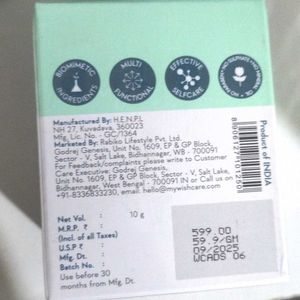 BIOMIMETIC
INGREDIENTS
MULTI
FUNCTIONAL
EFFECTIVE
SELFCARE
Manufactured By: H.E.N.P.L
NH 27, Kuvadava, 360023
Mfg. Lic. No. - GC/1364
Marketed By: Rabiko Lifestyle Pvt. Ltd.
Godrej Genesis, Unit No. 1609, EP & GP Block,
Sector - V, Salt Lake, Bidhannagar, WB - 700091
For Feedback/complaints please write to Customer
Care Executive: Godrej Genesis,
Unit No. 1609, EP & GP Block, Sector - V, Salt Lake,
Bidhannagar, West Bengal - 700091 IN or Call on
+91-8336833230, email: hello@mywishcare.com
Product of INDIA
Net Vol. : 10 g
M.R.P. ₹ :
(Incl. of all Taxes)
U.S.P ₹ :
Mfg. Dt. :
Batch No. :
Use before 30
months from Mfg. Dt.
599.00
59.9/GM
09/2025
WCADS 06